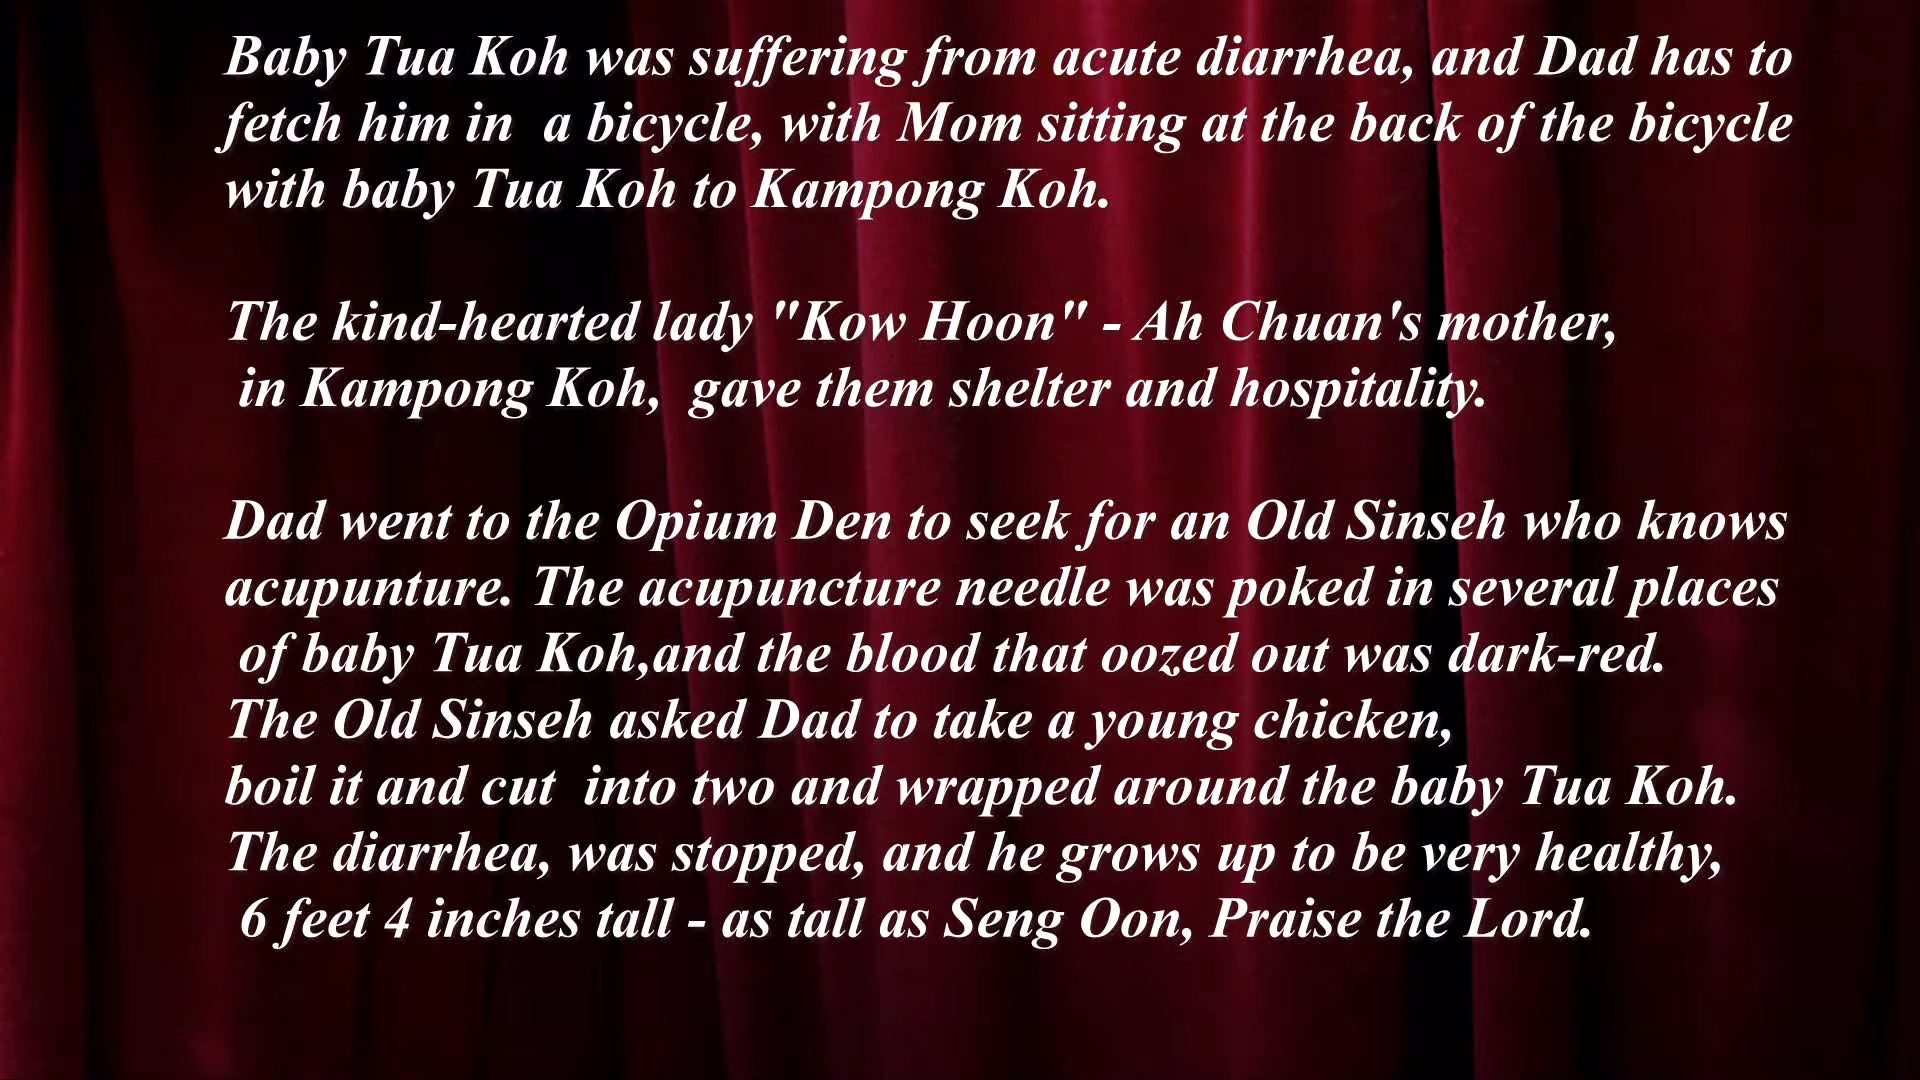 Baby Tua Koh was suffering from acute diarrhea, and Dad has to
fetch him in  a bicycle, with Mom sitting at the back of the bicycle
with baby Tua Koh to Kampong Koh.
The kind-hearted lady "Kow Hoon" - Ah Chuan's mother,
in Kampong Koh,  gave them shelter and hospitality.
Dad went to the Opium Den to seek for an Old Sinseh who knows
acupunture. The acupuncture needle was poked in several places
of baby Tua Koh,and the blood that oozed out was dark-red.
The Old Sinseh asked Dad to take a young chicken,
boil it and cut  into two and wrapped around the baby Tua Koh.
The diarrhea, was stopped, and he grows up to be very healthy,
6 feet 4 inches tall - as tall as Seng Oon, Praise the Lord.